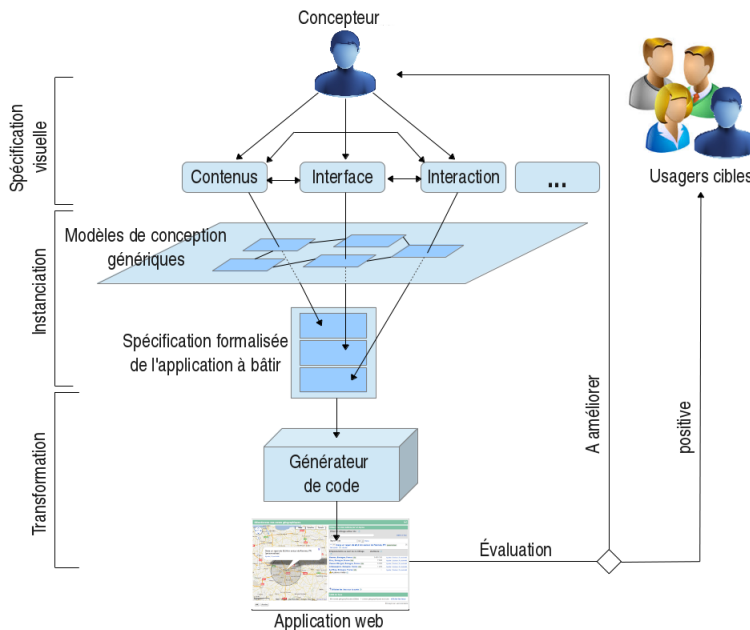 Concepteur
Spécification
visuelle
Contenus
Interface
Interaction
...
Usagers cibles
Instanciation
Modèles de conception
génériques
Spécification formalisée
de l'application à bâtir
A améliorer
positive
Transformation
Générateur
de code
Évaluation
Application web